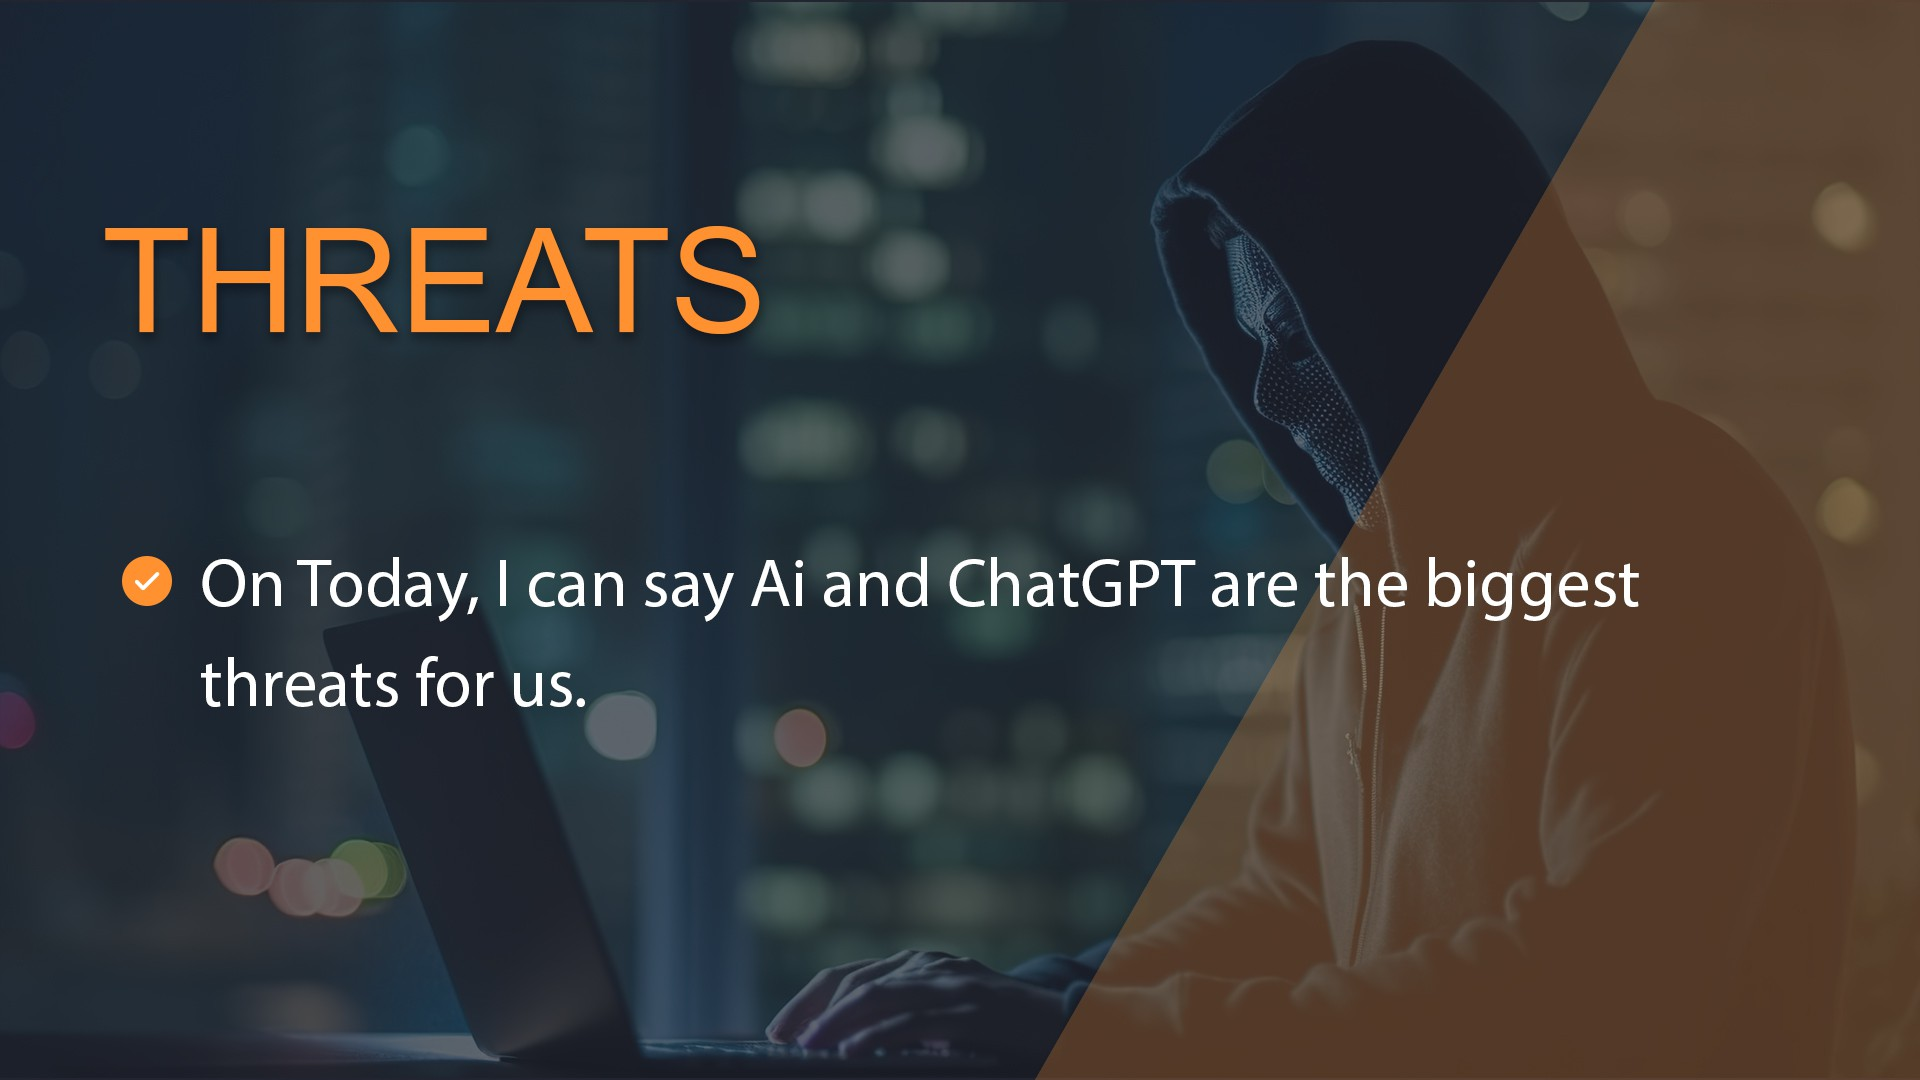 THREATS
On Today, I can say Ai and ChatGPT are the biggest
threats for us.